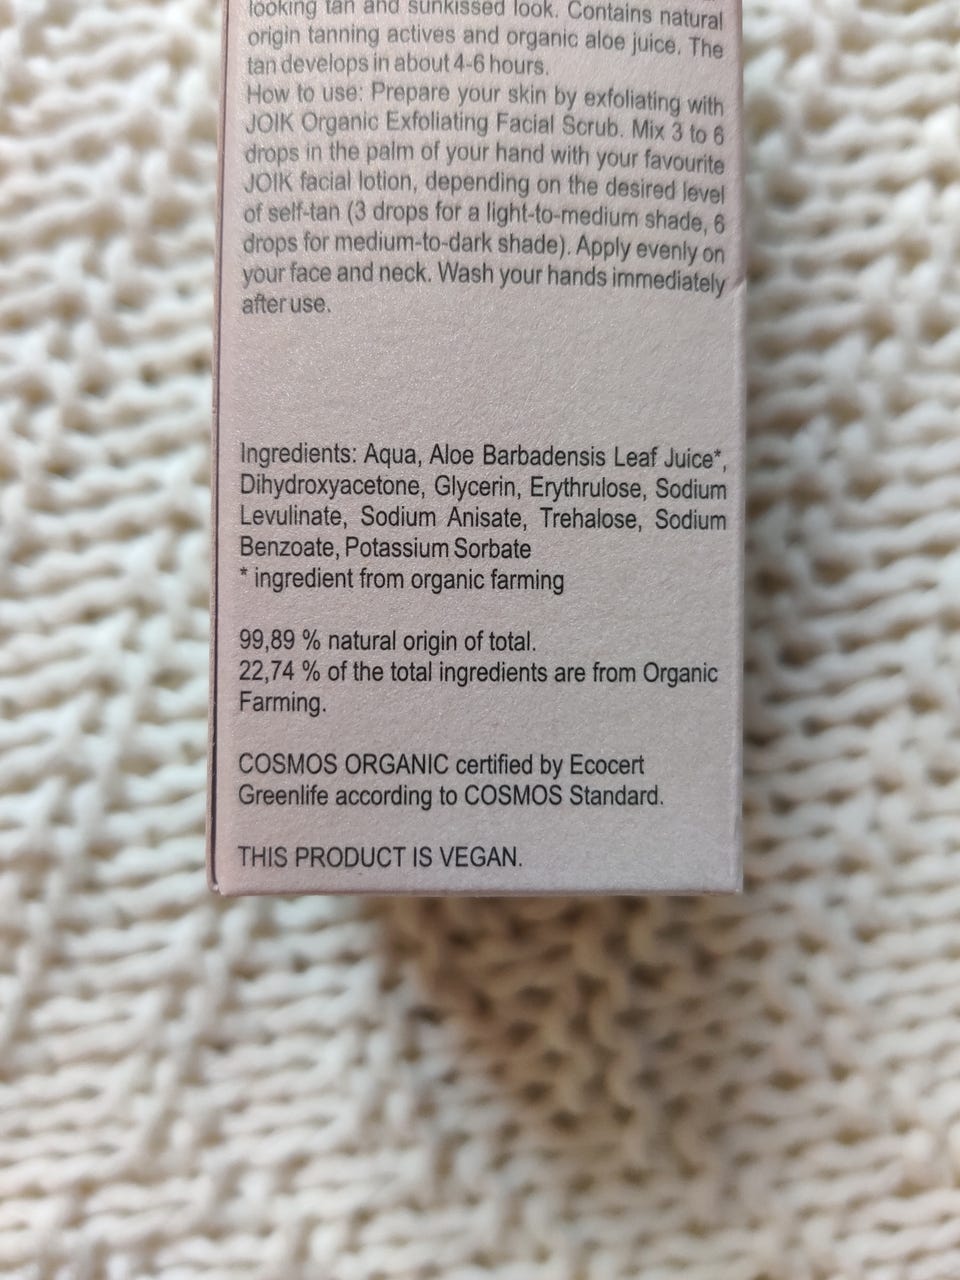 looking tan and sunkissed look. Contains natural
origin tanning actives and organic aloe juice. The
tan develops in about 4-6 hours.
How to use: Prepare your skin by exfoliating with
JOIK Organic Exfoliating Facial Scrub. Mix 3 to 6
drops in the palm of your hand with your favourite
JOIK facial lotion, depending on the desired level
of self-tan (3 drops for a light-to-medium shade, 6
drops for medium-to-dark shade). Apply evenly on
your face and neck. Wash your hands immediately
after use.
Ingredients: Aqua, Aloe Barbadensis Leaf Juice*,
Dihydroxyacetone, Glycerin, Erythrulose, Sodium
Levulinate, Sodium Anisate, Trehalose, Sodium
Benzoate, Potassium Sorbate
* ingredient from organic farming
99,89 % natural origin of total.
22,74 % of the total ingredients are from Organic
Farming.
COSMOS ORGANIC certified by Ecocert
Greenlife according to COSMOS Standard.
THIS PRODUCT IS VEGAN.